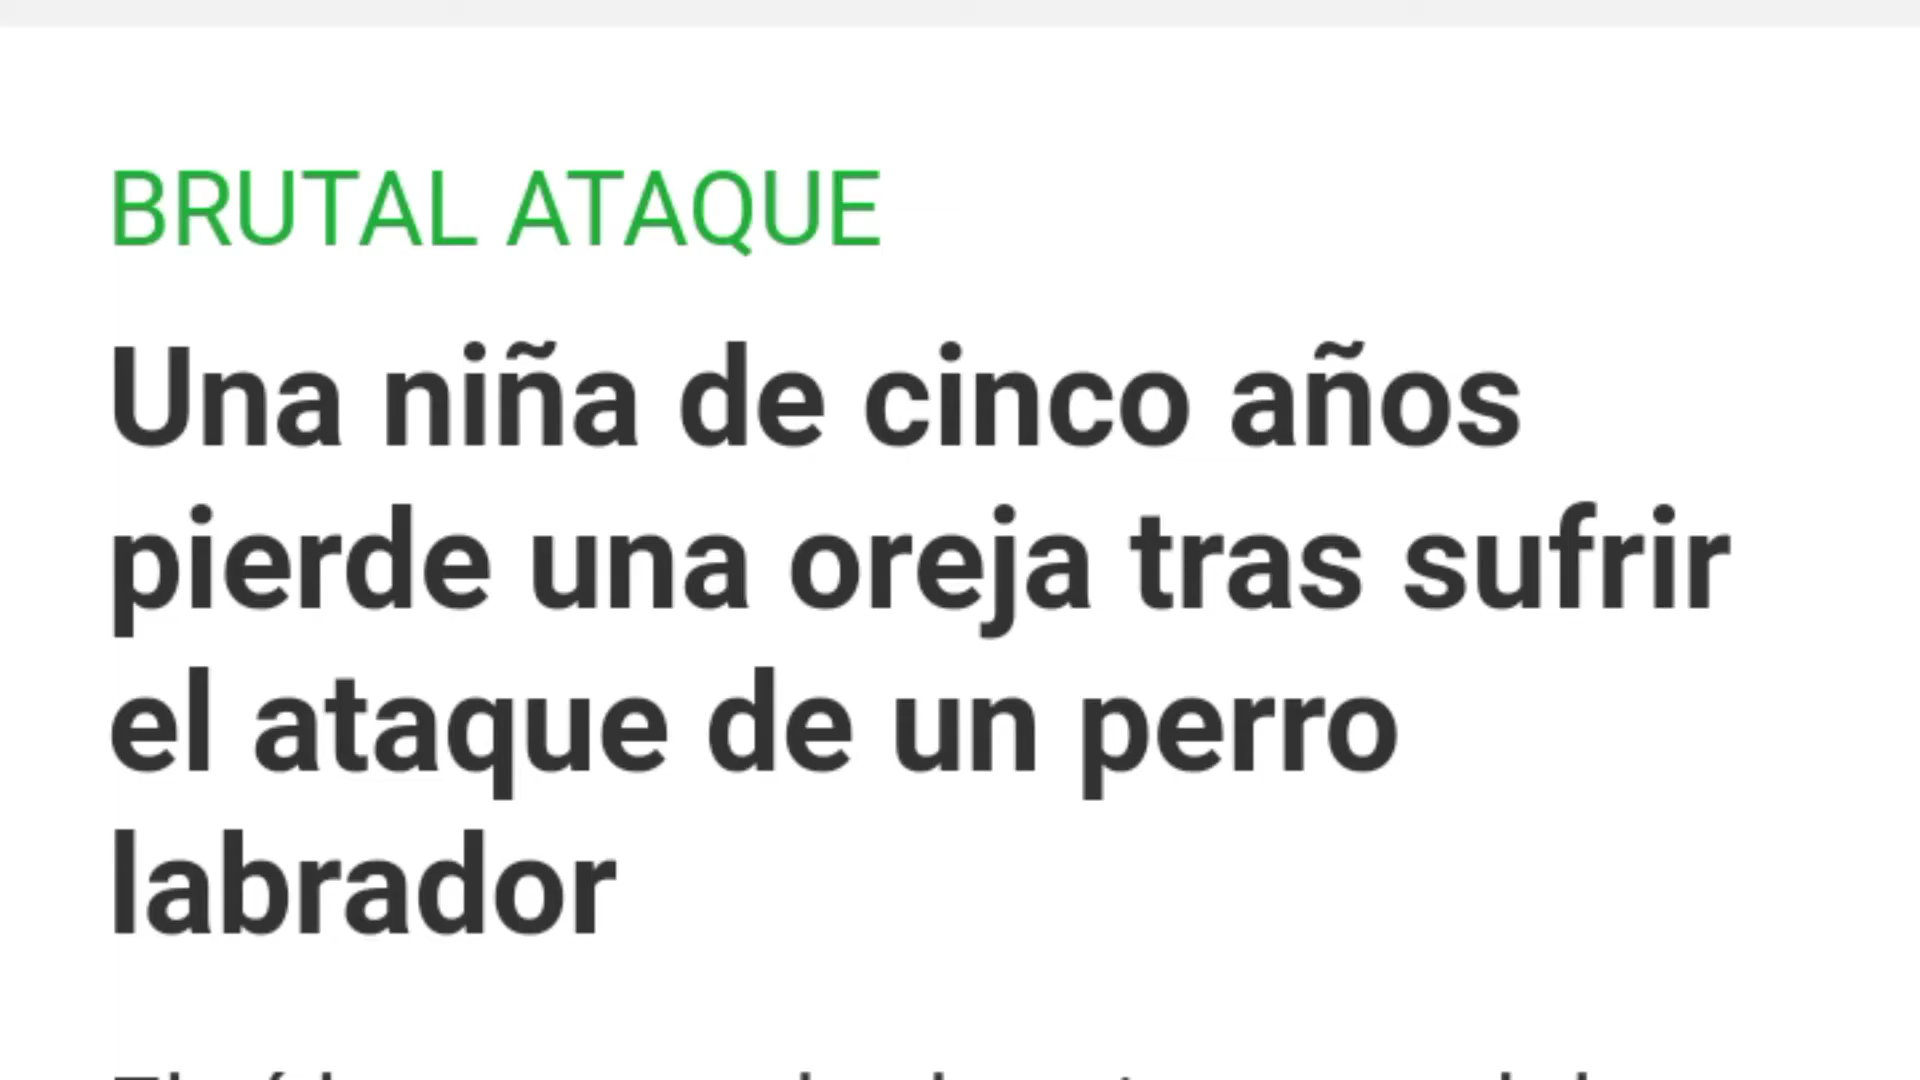 BRUTAL ATAQUE
Una niña de cinco años
pierde una oreja tras sufrir
el ataque de un perro
labrador